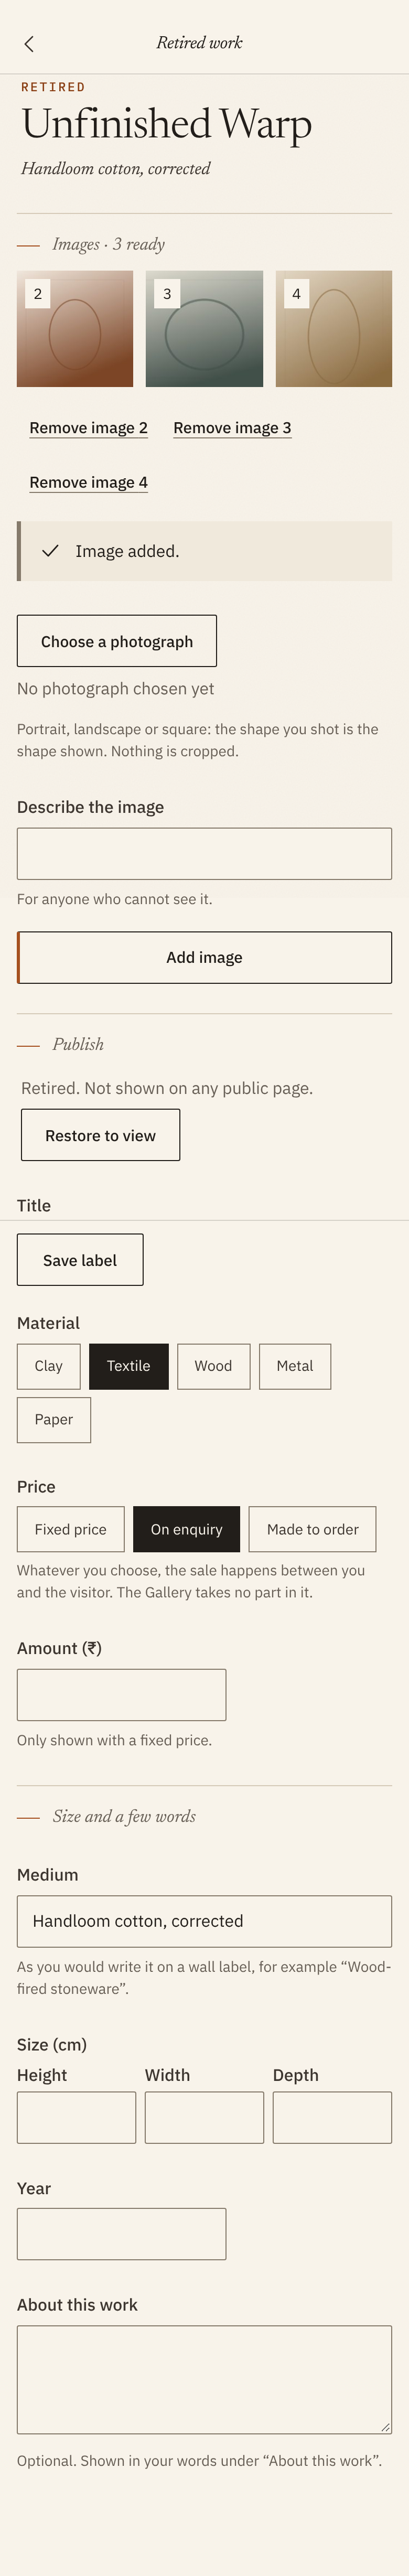 Retired work
RETIRED
Unfinished Warp
Handloom cotton, corrected
Images · 3 ready
2
3
4
Remove image 2
Remove image 3
Remove image 4
Image added.
Choose a photograph
No photograph chosen yet
Portrait, landscape or square: the shape you shot is the
shape shown. Nothing is cropped.
Describe the image
For anyone who cannot see it.
Add image
Publish
Retired. Not shown on any public page.
Restore to view
Title
Save label
Material
Clay
Textile
Wood
Metal
Paper
Price
Fixed price
On enquiry
Made to order
Whatever you choose, the sale happens between you
and the visitor. The Gallery takes no part in it.
Amount (₹)
Only shown with a fixed price.
Size and a few words
Medium
Handloom cotton, corrected
As you would write it on a wall label, for example “Wood-
fired stoneware”.
Size (cm)
Height
Width
Depth
Year
About this work
Optional. Shown in your words under “About this work”.